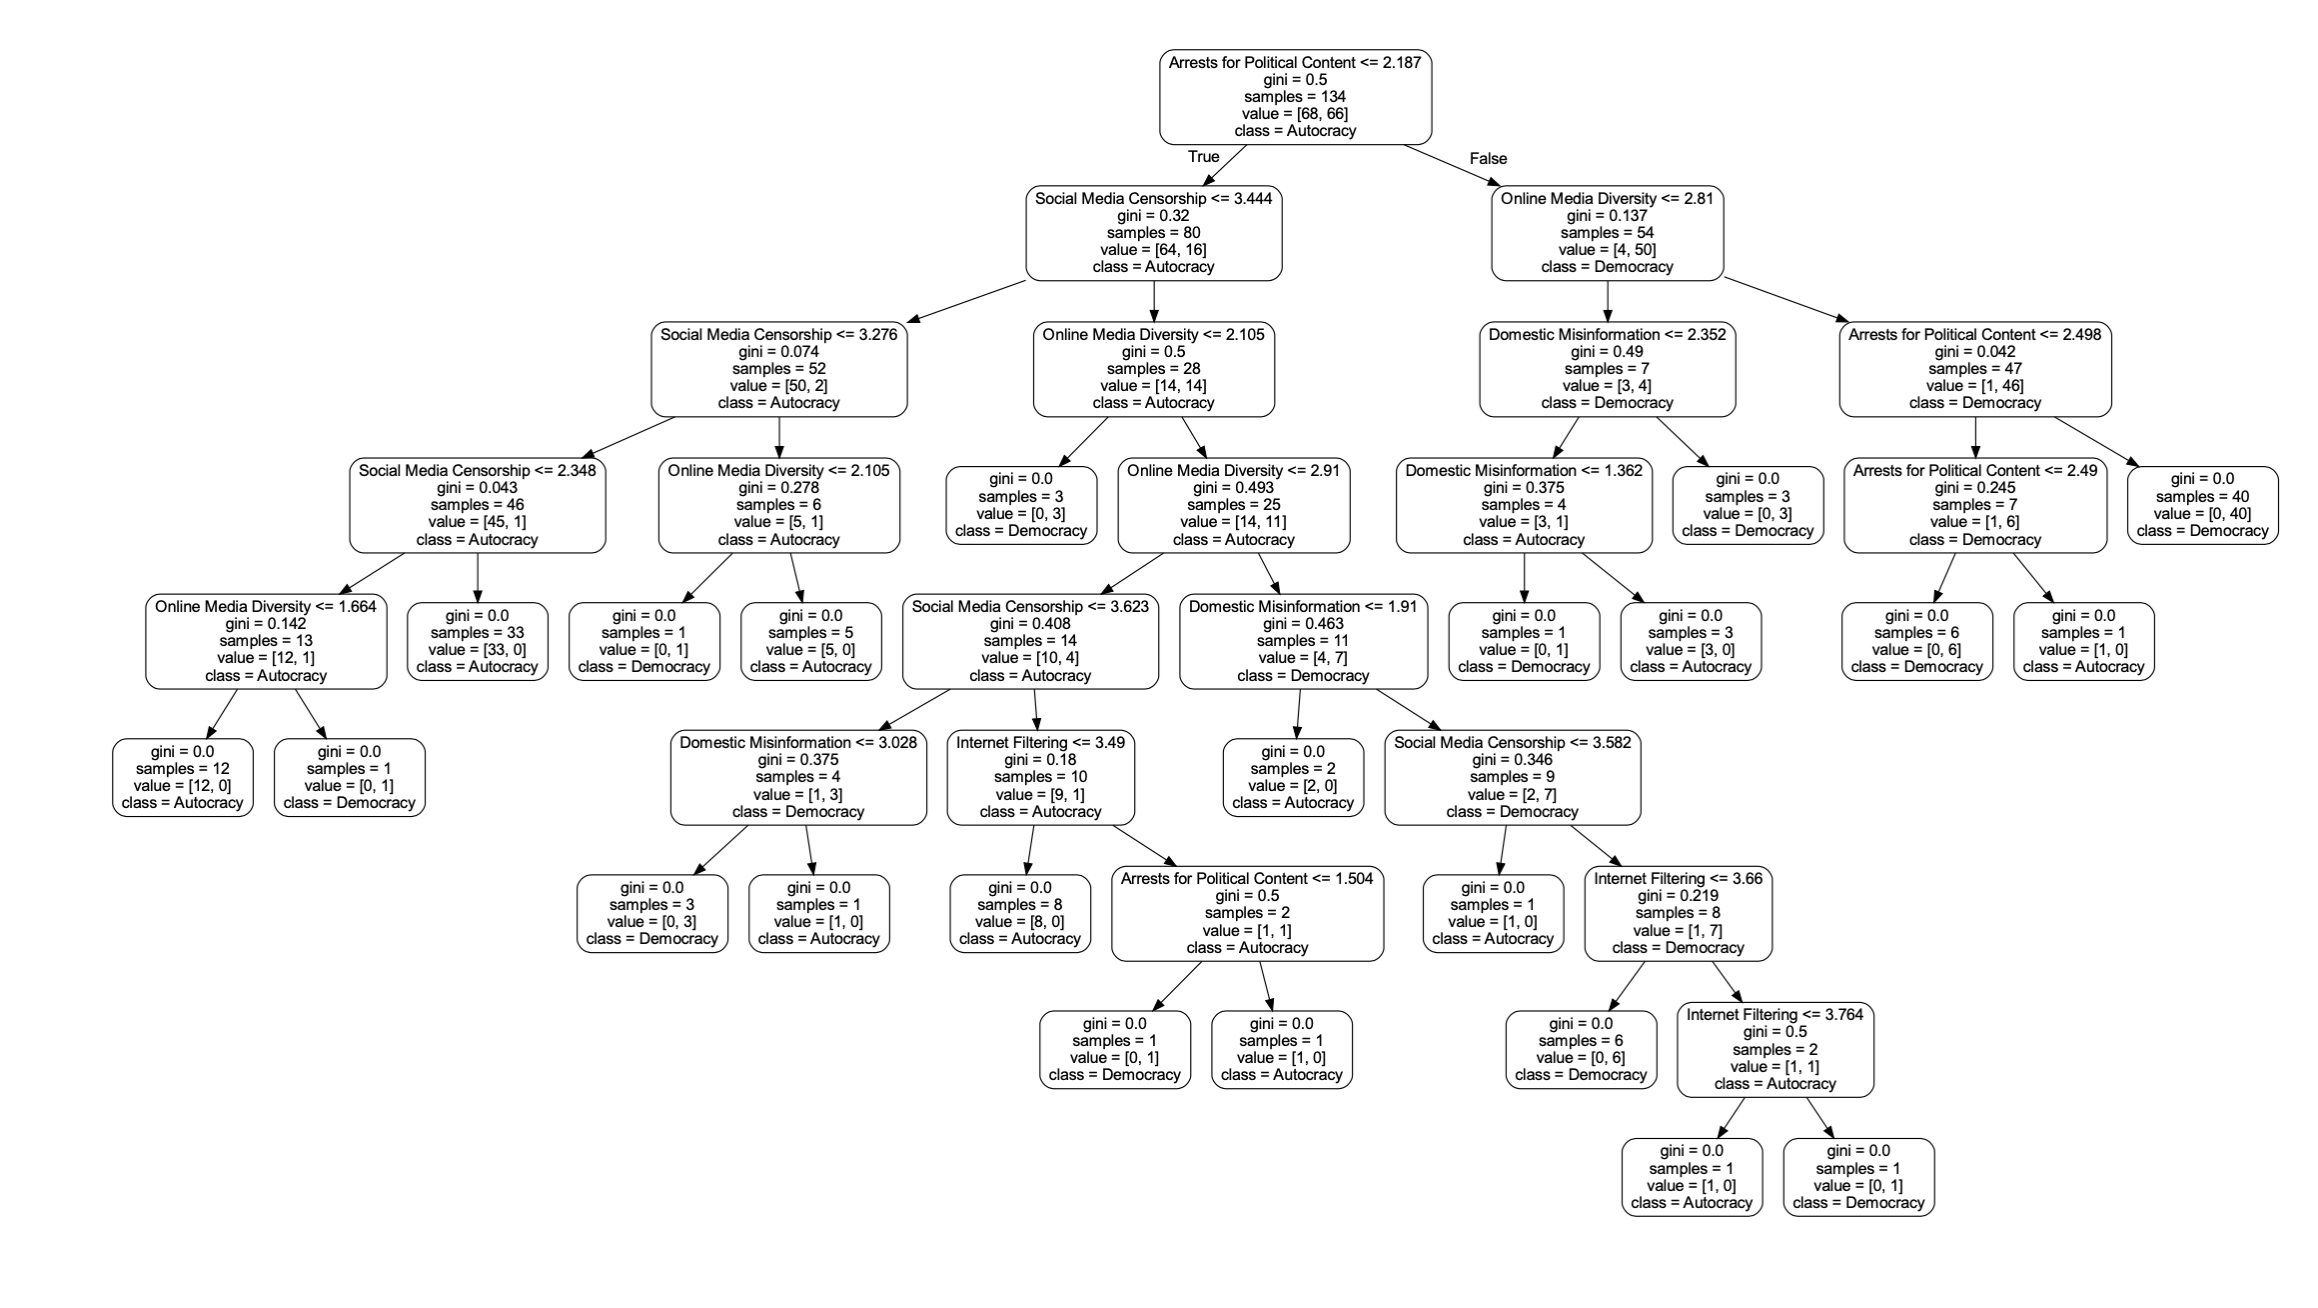 Arrests for Political Content <= 2.187
gini = 0.5
samples = 134
value = [68, 66]
class = Autocracy
True
False
Social Media Censorship <= 3.444
gini = 0.32
samples = 80
value = [64, 16]
class = Autocracy
Online Media Diversity <= 2.81
gini = 0.137
samples = 54
value = [4, 50]
class = Democracy
Social Media Censorship <= 3.276
gini = 0.074
samples = 52
value = [50, 2]
class = Autocracy
Online Media Diversity <= 2.105
gini = 0.5
samples = 28
value = [14, 14]
class = Autocracy
Domestic Misinformation <= 2.352
gini = 0.49
samples = 7
value = [3, 4]
class = Democracy
Arrests for Political Content <= 2.498
gini = 0.042
samples = 47
value = [1, 46]
class = Democracy
Social Media Censorship <= 2.348
gini = 0.043
samples = 46
value = [45, 1]
class = Autocracy
Online Media Diversity <= 2.105
gini = 0.278
samples = 6
value = [5, 1]
class = Autocracy
gini = 0.0
samples = 3
value = [0, 3]
class = Democracy
Online Media Diversity <= 2.91
gini = 0.493
samples = 25
value = [14, 11]
class = Autocracy
Domestic Misinformation <= 1.362
gini = 0.375
samples = 4
value = [3, 1]
class = Autocracy
gini = 0.0
samples = 3
value = [0, 3]
class = Democracy
Arrests for Political Content <= 2.49
gini = 0.245
samples = 7
value = [1, 6]
class = Democracy
gini = 0.0
samples = 40
value = [0, 40]
class = Democracy
Online Media Diversity <= 1.664
gini = 0.142
samples = 13
value = [12, 1]
class = Autocracy
gini = 0.0
samples = 33
value = [33, 0]
class = Autocracy
gini = 0.0
samples = 1
value = [0, 1]
class = Democracy
gini = 0.0
samples = 5
value = [5, 0]
class = Autocracy
Social Media Censorship <= 3.623
gini = 0.408
samples = 14
value = [10, 4]
class = Autocracy
Domestic Misinformation <= 1.91
gini = 0.463
samples = 11
value = [4, 7]
class = Democracy
gini = 0.0
samples = 1
value = [0, 1]
class = Democracy
gini = 0.0
samples = 3
value = [3, 0]
class = Autocracy
gini = 0.0
samples = 6
value = [0, 6]
class = Democracy
gini = 0.0
samples = 1
value = [1, 0]
class = Autocracy
gini = 0.0
samples = 12
value = [12, 0]
class = Autocracy
gini = 0.0
samples = 1
value = [0, 1]
class = Democracy
Domestic Misinformation <= 3.028
gini = 0.375
samples = 4
value = [1, 3]
class = Democracy
Internet Filtering <= 3.49
gini = 0.18
samples = 10
value = [9, 1]
class = Autocracy
gini = 0.0
samples = 2
value = [2, 0]
class = Autocracy
Social Media Censorship <= 3.582
gini = 0.346
samples = 9
value = [2, 7]
class = Democracy
gini = 0.0
samples = 3
value = [0, 3]
class = Democracy
gini = 0.0
samples = 1
value = [1, 0]
class = Autocracy
gini = 0.0
samples = 8
value = [8, 0]
class = Autocracy
Arrests for Political Content <= 1.504
gini = 0.5
samples = 2
value = [1, 1]
class = Autocracy
gini = 0.0
samples = 1
value = [1, 0]
class = Autocracy
Internet Filtering <= 3.66
gini = 0.219
samples = 8
value = [1, 7]
class = Democracy
gini = 0.0
samples = 1
value = [0, 1]
class = Democracy
gini = 0.0
samples = 1
value = [1, 0]
class = Autocracy
gini = 0.0
samples = 6
value = [0, 6]
class = Democracy
Internet Filtering <= 3.764
gini = 0.5
samples = 2
value = [1, 1]
class = Autocracy
gini = 0.0
samples = 1
value = [1, 0]
class = Autocracy
gini = 0.0
samples = 1
value = [0, 1]
class = Democracy